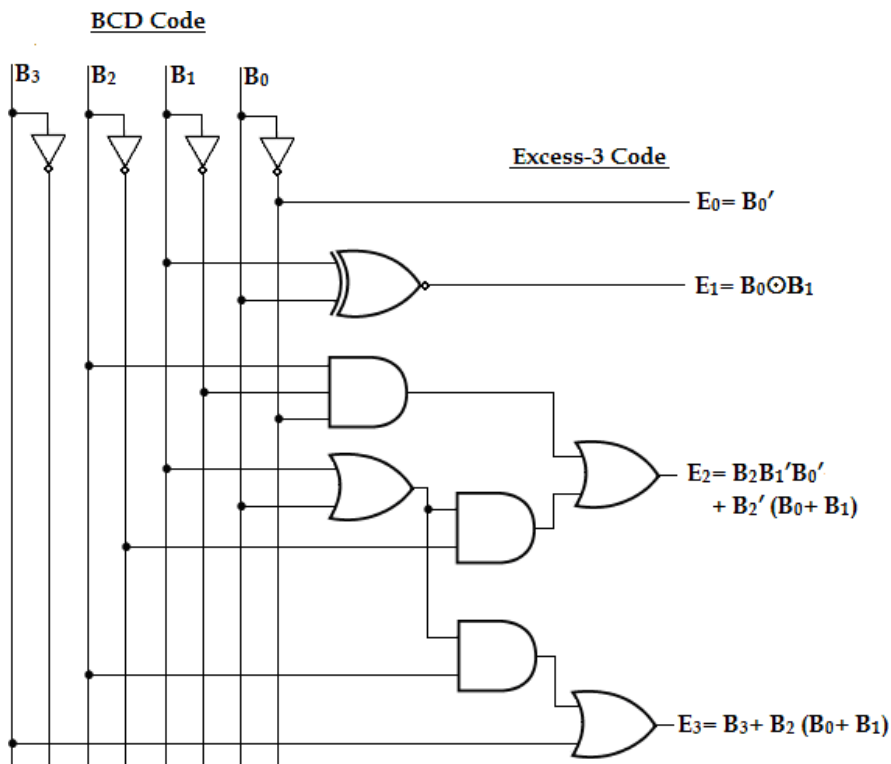 BCD Code
B₃ B₂ B₁ B₀
Excess-3 Code
E₀= B₀′
E₁= B₀⊙B₁
E₂= B₂B₁′B₀′
+ B₂′ (B₀+ B₁)
E₃= B₃+ B₂ (B₀+ B₁)